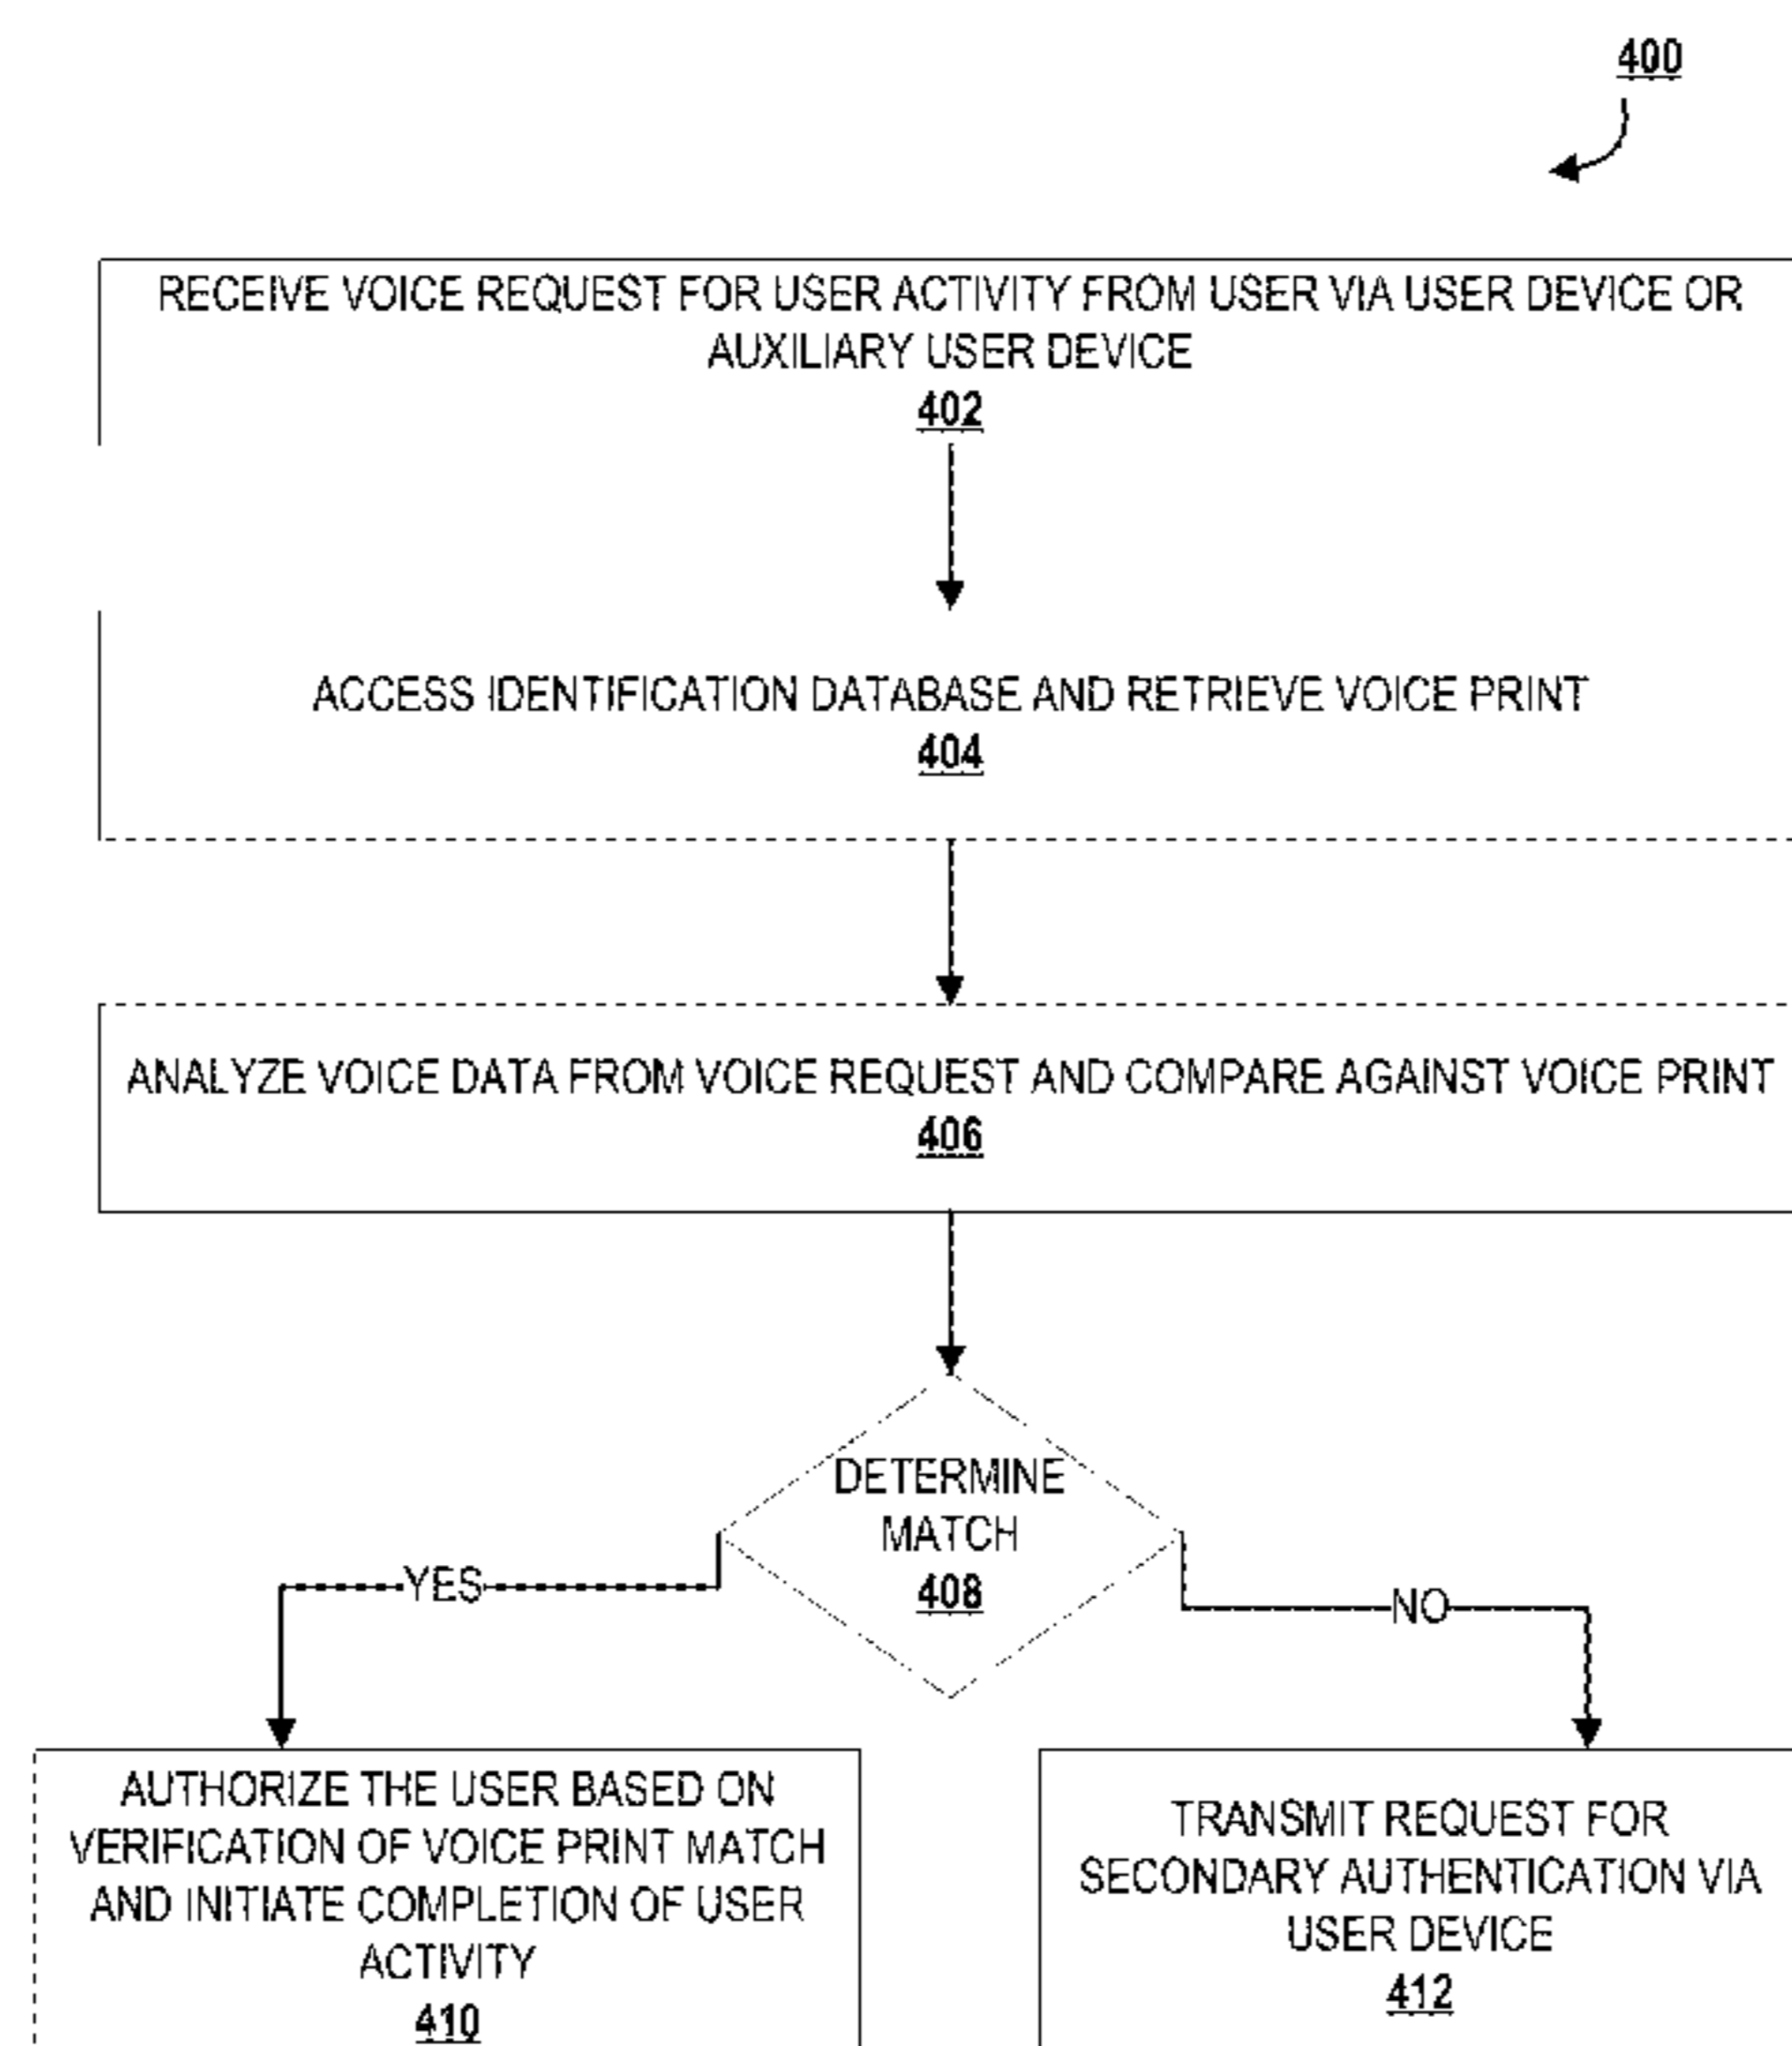 400
RECEIVE VOICE REQUEST FOR USER ACTIVITY FROM USER VIA USER DEVICE OR
AUXILIARY USER DEVICE
402
ACCESS IDENTIFICATION DATABASE AND RETRIEVE VOICE PRINT
404
ANALYZE VOICE DATA FROM VOICE REQUEST AND COMPARE AGAINST VOICE PRINT
406
DETERMINE
MATCH
408
YES
NO
AUTHORIZE THE USER BASED ON
VERIFICATION OF VOICE PRINT MATCH
AND INITIATE COMPLETION OF USER
ACTIVITY
410
TRANSMIT REQUEST FOR
SECONDARY AUTHENTICATION VIA
USER DEVICE
412